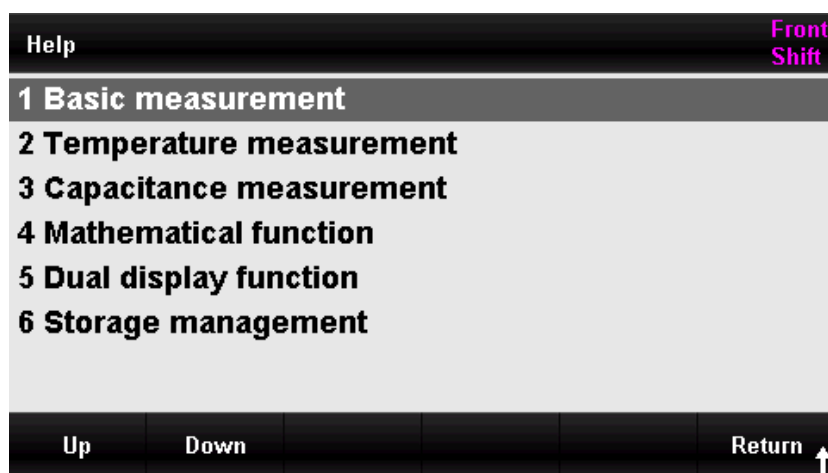 Help
Front
Shift
1 Basic measurement
2 Temperature measurement
3 Capacitance measurement
4 Mathematical function
5 Dual display function
6 Storage management
Up Down Return